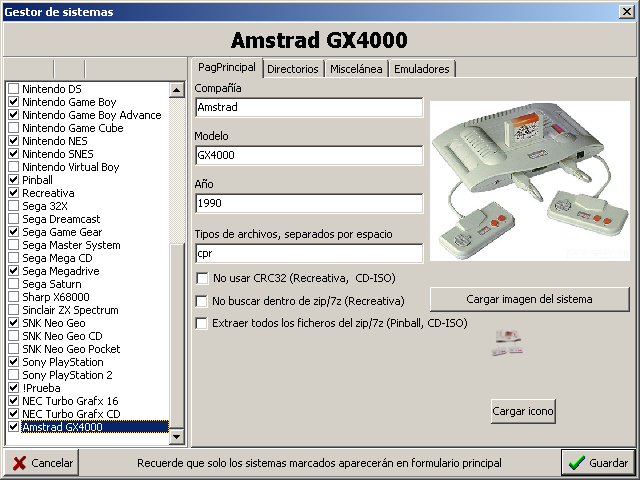 Gestor de sistemas
Amstrad GX4000
Nintendo DS
Nintendo Game Boy
Nintendo Game Boy Advance
Nintendo Game Cube
Nintendo NES
Nintendo SNES
Nintendo Virtual Boy
Pinball
Recreativa
Sega 32X
Sega Dreamcast
Sega Game Gear
Sega Master System
Sega Mega CD
Sega Megadrive
Sega Saturn
Sharp X68000
Sinclair ZX Spectrum
SNK Neo Geo
SNK Neo Geo CD
SNK Neo Geo Pocket
Sony PlayStation
Sony PlayStation 2
!Prueba
NEC Turbo Grafx 16
NEC Turbo Grafx CD
Amstrad GX4000
PagPrincipal Directorios Miscelánea Emuladores
Compañía
Amstrad
Modelo
GX4000
Año
1990
Tipos de archivos, separados por espacio
cpr
No usar CRC32 (Recreativa, CD-ISO)
No buscar dentro de zip/7z (Recreativa)
Extraer todos los ficheros del zip/7z (Pinball, CD-ISO)
Cargar imagen del sistema
Cargar icono
Cancelar
Recuerde que solo los sistemas marcados aparecerán en formulario principal
Guardar